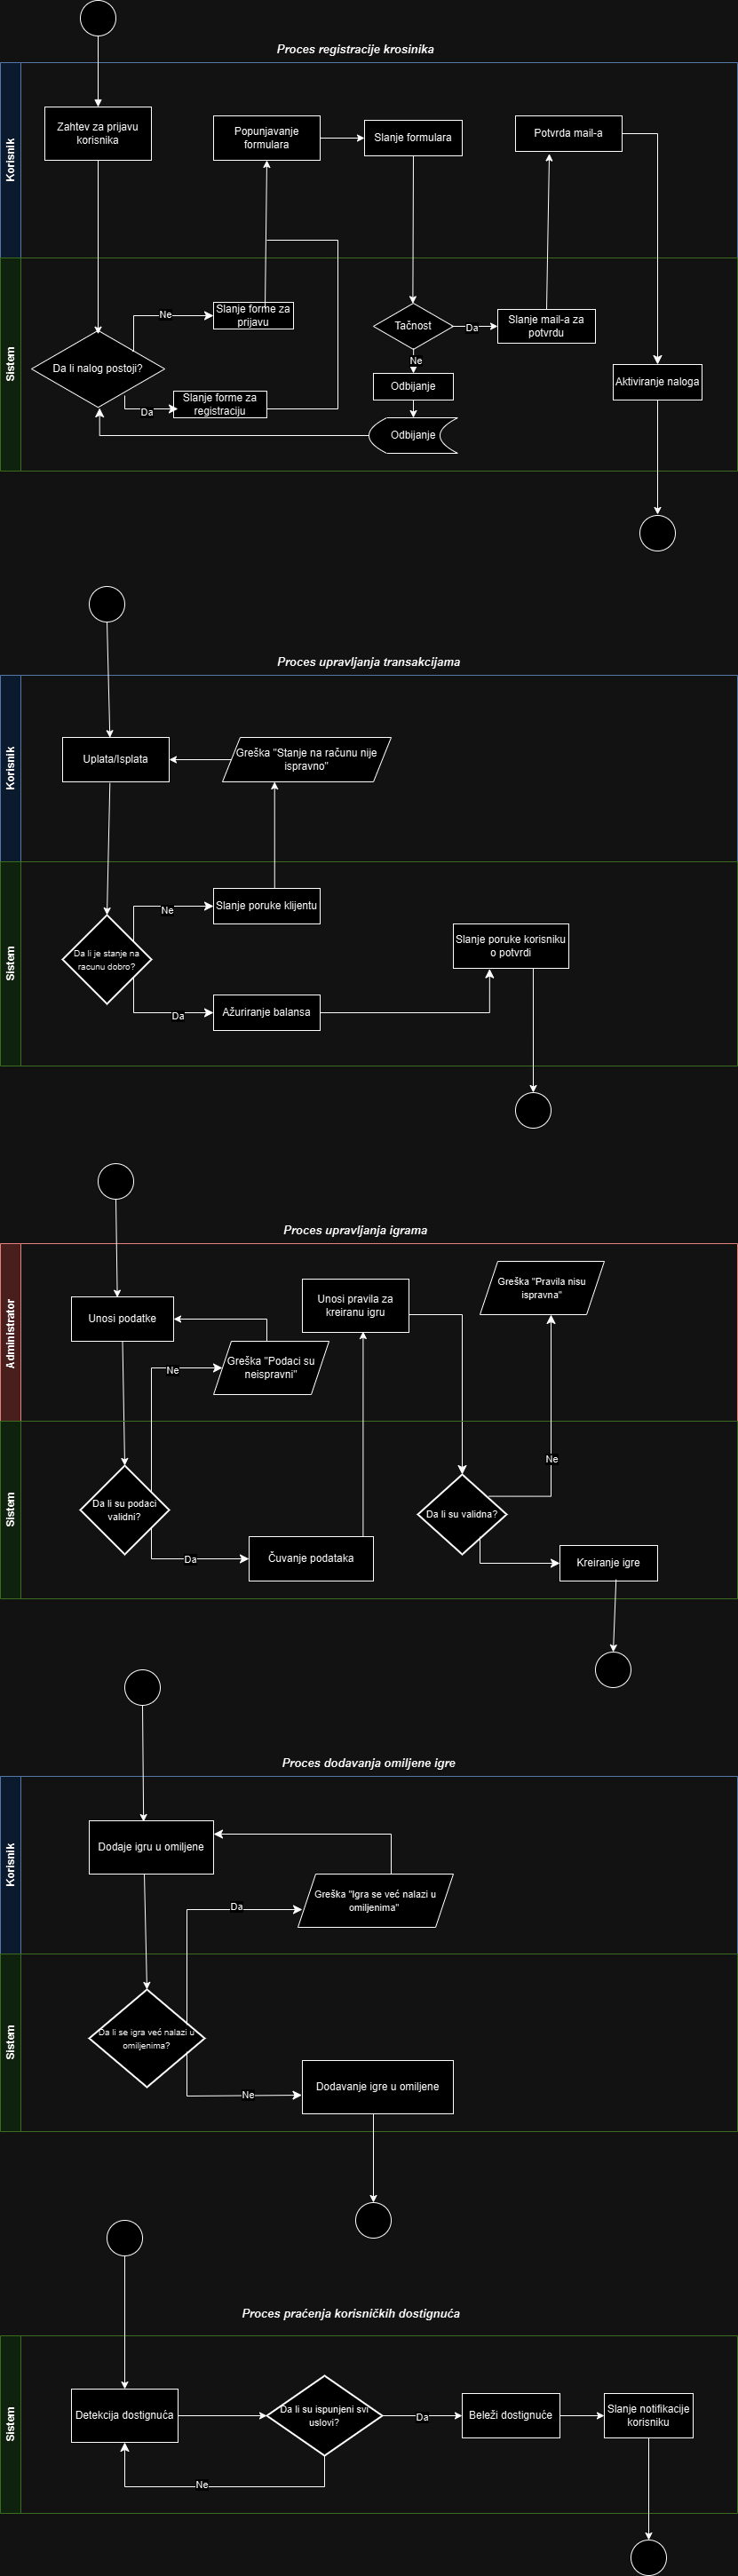 Proces registracije krosinika
Korisnik
Zahtev za prijavu
korisnika
Popunjavanje
formulara
Slanje formulara
Potvrda mail-a
Sistem
Da li nalog postoji?
Ne
Slanje forme za
prijavu
Da
Slanje forme za
registraciju
Tačnost
Da
Slanje mail-a za
potvrdu
Ne
Odbijanje
Odbijanje
Aktiviranje naloga
Proces upravljanja transakcijama
Korisnik
Uplata/Isplata
Greška "Stanje na računu nije
ispravno"
Sistem
Da li je stanje na
racunu dobro?
Ne
Slanje poruke klijentu
Da
Ažuriranje balansa
Slanje poruke korisniku
o potvrdi
Proces upravljanja igrama
Administrator
Unosi podatke
Ne
Greška "Podaci su
neispravni"
Unosi pravila za
kreiranu igru
Greška "Pravila nisu
ispravna"
Sistem
Da li su podaci
validni?
Da
Čuvanje podataka
Da li su validna?
Ne
Kreiranje igre
Proces dodavanja omiljene igre
Korisnik
Dodaje igru u omiljene
Da
Greška "Igra se već nalazi u
omiljenima"
Sistem
Da li se igra već nalazi u
omiljenima?
Ne
Dodavanje igre u omiljene
Proces praćenja korisničkih dostignuća
Sistem
Detekcija dostignuća
Da li su ispunjeni svi
uslovi?
Da
Beleži dostignuće
Slanje notifikacije
korisniku
Ne